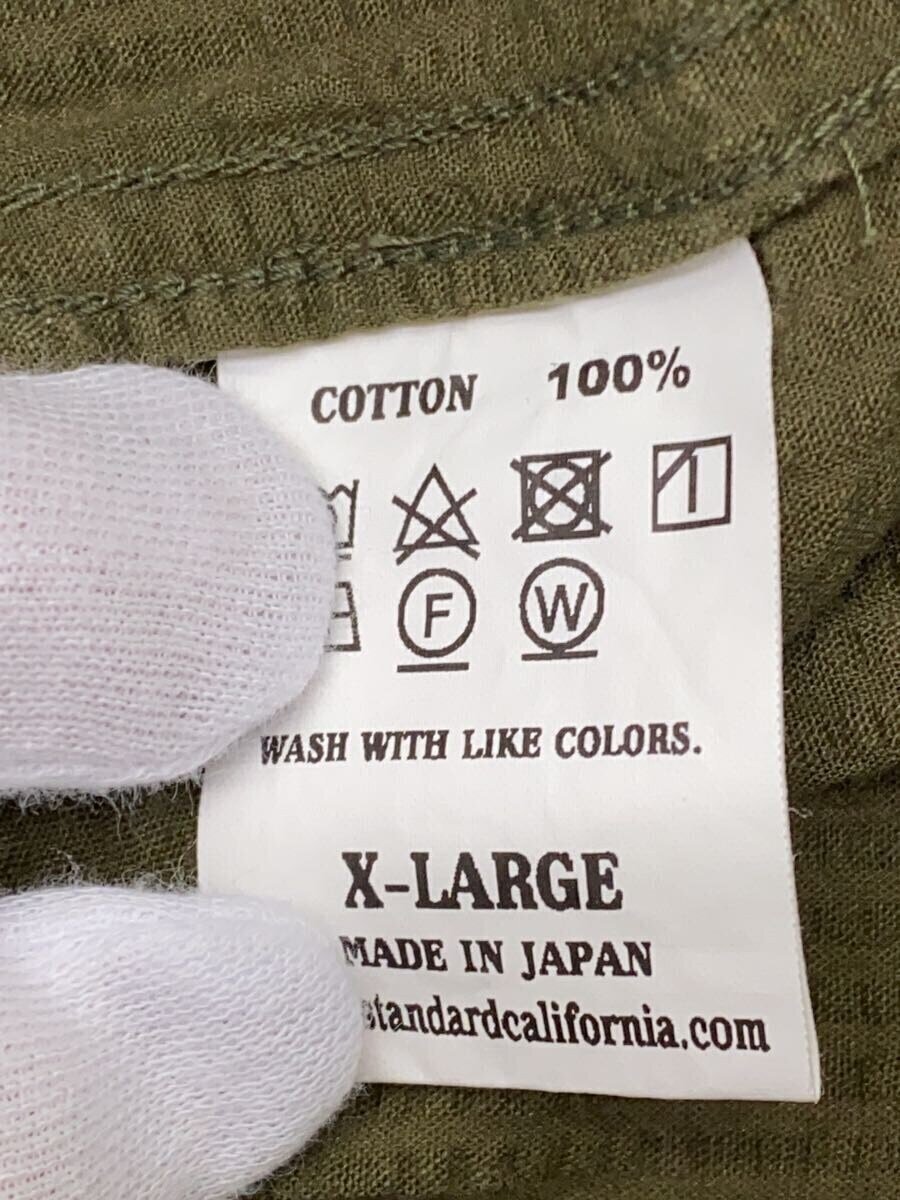 COTTON 100%
F W
WASH WITH LIKE COLORS.
X-LARGE
MADE IN JAPAN
standardcalifornia.com